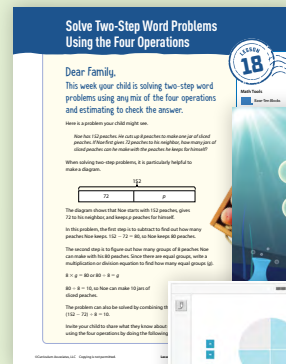 Solve Two-Step Word Problems
Using the Four Operations
LESSON
18
Dear Family,
This week your child is solving two-step word
problems using any mix of the four operations
and estimating to check the answer.
Math Tools
Base-Ten Blocks
Here is a problem your child might see.
Noe has 152 peaches. He cuts up 8 peaches to make one jar of sliced
peaches. If Noe first gives 72 peaches to his neighbor, how many jars of
sliced peaches can he make with the peaches he keeps for himself?
When solving two-step problems, it is particularly helpful to
make a diagram.
152
72 p
The diagram shows that Noe starts with 152 peaches, gives
72 to his neighbor, and keeps p peaches for himself.
In this problem, the first step is to subtract to find out how many
peaches Noe keeps: 152 − 72 = 80, so Noe keeps 80 peaches.
The second step is to figure out how many groups of 8 peaches Noe
can make with his 80 peaches. Since there are equal groups, write a
multiplication or division equation to find how many equal groups (g).
8 × g = 80 or 80 ÷ 8 = g
80 ÷ 8 = 10, so Noe can make 10 jars of
sliced peaches.
The problem can also be solved by combining th
(152 − 72) ÷ 8 = 10.
Invite your child to share what they know about
using the four operations by doing the following
©Curriculum Associates, LLC Copying is not permitted.